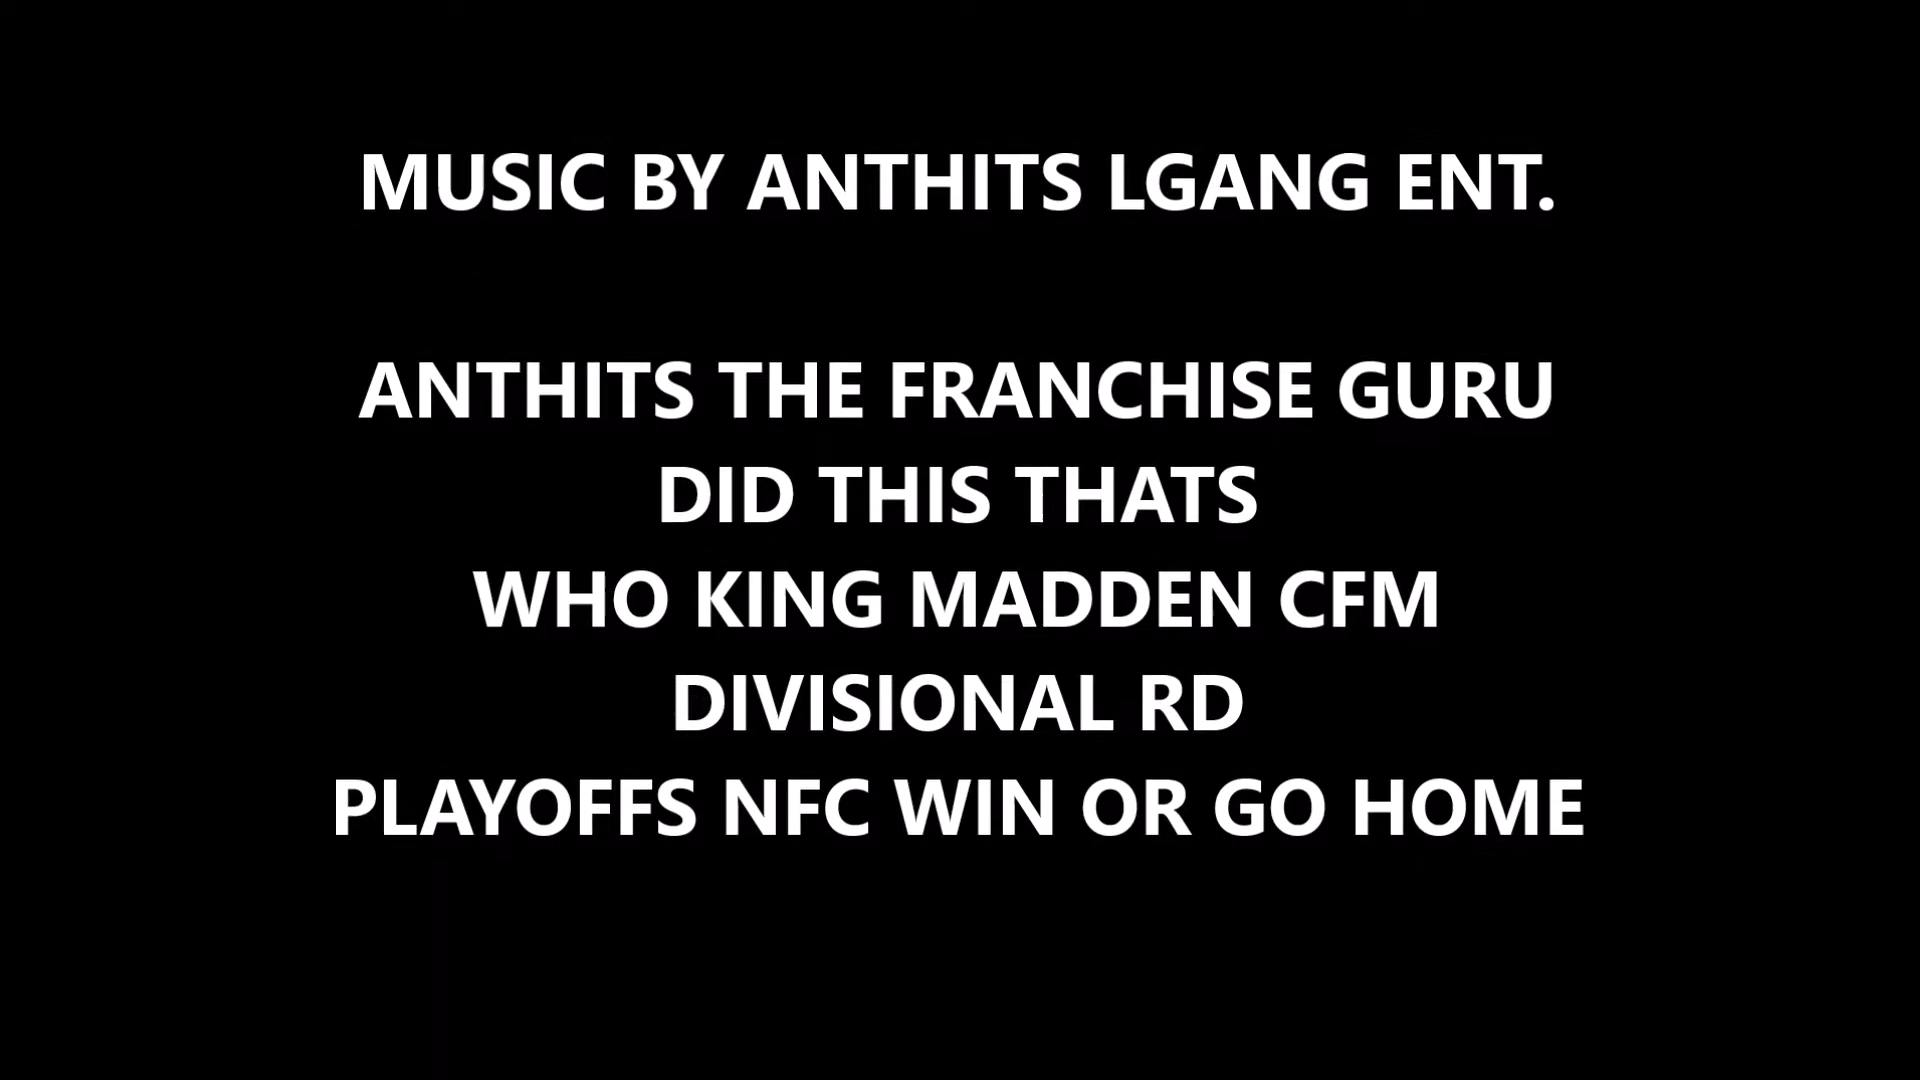 MUSIC BY ANTHITS LGANG ENT.
ANTHITS THE FRANCHISE GURU
DID THIS THATS
WHO KING MADDEN CFM
DIVISIONAL RD
PLAYOFFS NFC WIN OR GO HOME